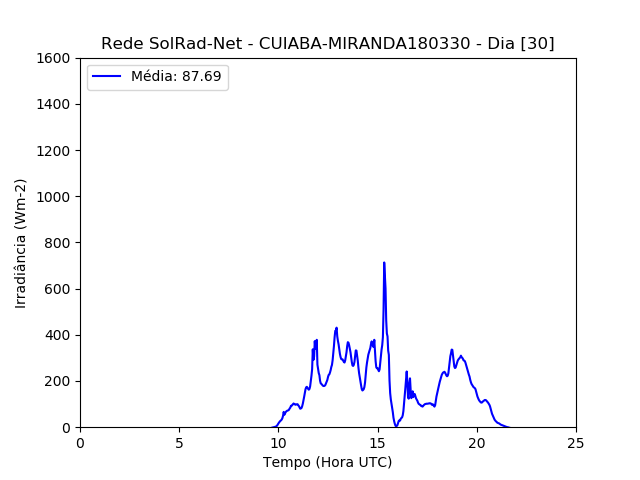 Rede SolRad-Net - CUIABA-MIRANDA180330 - Dia [30]
Média: 87.69
Irradiância (Wm-2)
1600
1400
1200
1000
800
600
400
200
0
0 5 10 15 20 25
Tempo (Hora UTC)